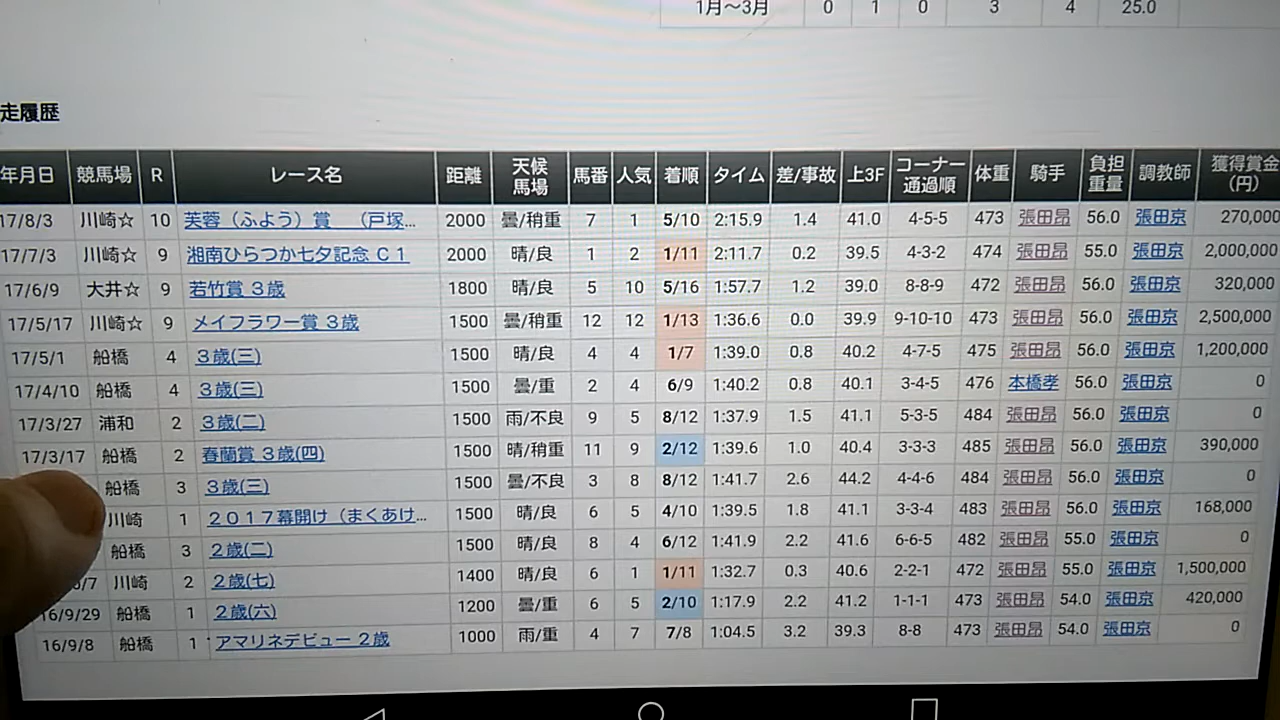 1月～3月 0 1 0 3 4 25.0
走履歴
年月日 競馬場 R レース名 距離 天候馬場 馬番 人気 着順 タイム 差/事故 上3F コーナー通過順 体重 騎手 負担重量 調教師 獲得賞金(円)
17/8/3 川崎☆ 10 芙蓉（ふよう）賞 （戸塚... 2000 曇/稍重 7 1 5/10 2:15.9 1.4 41.0 4-5-5 473 張田昂 56.0 張田京 270,000
17/7/3 川崎☆ 9 湘南ひらつか七夕記念 Ｃ１ 2000 晴/良 1 2 1/11 2:11.7 0.2 39.5 4-3-2 474 張田昂 55.0 張田京 2,000,000
17/6/9 大井☆ 9 若竹賞 ３歳 1800 晴/良 5 10 5/16 1:57.7 1.2 39.0 8-8-9 472 張田昂 56.0 張田京 320,000
17/5/17 川崎☆ 9 メイフラワー賞 ３歳 1500 曇/稍重 12 12 1/13 1:36.6 0.0 39.9 9-10-10 473 張田昂 56.0 張田京 2,500,000
17/5/1 船橋 4 ３歳(三) 1500 晴/良 4 4 1/7 1:39.0 0.8 40.2 4-7-5 475 張田昂 56.0 張田京 1,200,000
17/4/10 船橋 4 ３歳(三) 1500 曇/重 2 4 6/9 1:40.2 0.8 40.1 3-4-5 476 本橋孝 56.0 張田京 0
17/3/27 浦和 2 ３歳(二) 1500 雨/不良 9 5 8/12 1:37.9 1.5 41.1 5-3-5 484 張田昂 56.0 張田京 0
17/3/17 船橋 2 春蘭賞 ３歳(四) 1500 晴/稍重 11 9 2/12 1:39.6 1.0 40.4 3-3-3 485 張田昂 56.0 張田京 390,000
船橋 3 ３歳(三) 1500 曇/不良 3 8 8/12 1:41.7 2.6 44.2 4-4-6 484 張田昂 56.0 張田京 0
川崎 1 ２０１７幕開け（まくあけ... 1500 晴/良 6 5 4/10 1:39.5 1.8 41.1 3-3-4 483 張田昂 56.0 張田京 168,000
船橋 3 ２歳(二) 1500 晴/良 8 4 6/12 1:41.9 2.2 41.6 6-6-5 482 張田昂 55.0 張田京 0
/7 川崎 2 ２歳(七) 1400 晴/良 6 1 1/11 1:32.7 0.3 40.6 2-2-1 472 張田昂 55.0 張田京 1,500,000
16/9/29 船橋 1 ２歳(六) 1200 曇/重 6 5 2/10 1:17.9 2.2 41.2 1-1-1 473 張田昂 54.0 張田京 420,000
16/9/8 船橋 1 アマリネデビュー ２歳 1000 雨/重 4 7 7/8 1:04.5 3.2 39.3 8-8 473 張田昂 54.0 張田京 0